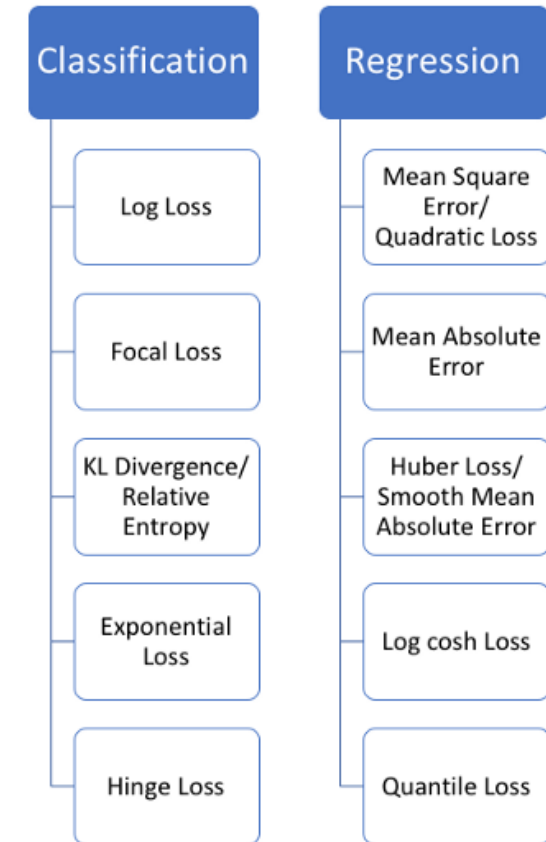 Classification
Log Loss
Focal Loss
KL Divergence/
Relative
Entropy
Exponential
Loss
Hinge Loss
Regression
Mean Square
Error/
Quadratic Loss
Mean Absolute
Error
Huber Loss/
Smooth Mean
Absolute Error
Log cosh Loss
Quantile Loss